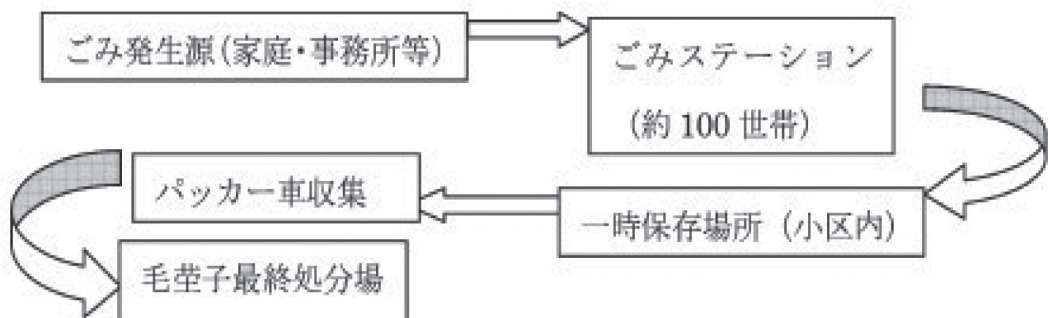 ごみ発生源(家庭・事務所等)
ごみステーション
(約 100 世帯)
一時保存場所（小区内）
パッカー車収集
毛茔子最終処分場